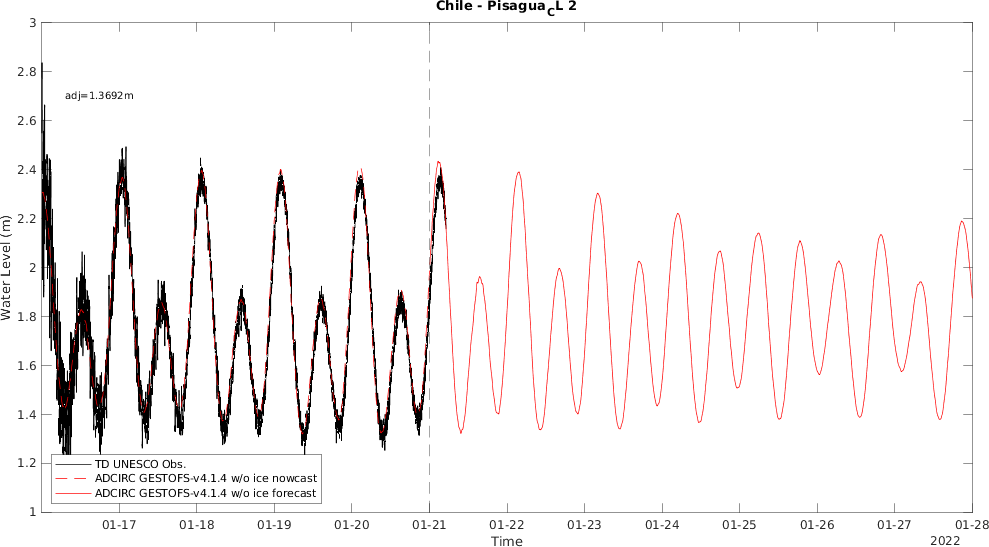 Chile - Pisagua_CL 2
3
2.8
adj=1.3692m
2.6
2.4
2.2
2
1.8
1.6
1.4
1.2
1
Water Level (m)
TD UNESCO Obs.
ADCIRC GESTOFS-v4.1.4 w/o ice nowcast
ADCIRC GESTOFS-v4.1.4 w/o ice forecast
01-17 01-18 01-19 01-20 01-21 01-22 01-23 01-24 01-25 01-26 01-27 01-28
Time
2022